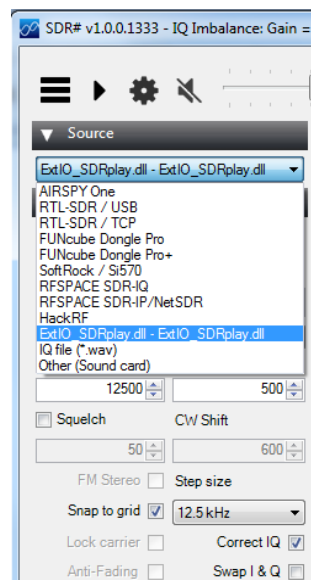 SDR# v1.0.0.1333 - IQ Imbalance: Gain =
Source
ExtIO_SDRplay.dll - ExtIO_SDRplay.dll
AIRSPY One
RTL-SDR / USB
RTL-SDR / TCP
FUNcube Dongle Pro
FUNcube Dongle Pro+
SoftRock / Si570
RFSPACE SDR-IQ
RFSPACE SDR-IP/NetSDR
HackRF
ExtIO_SDRplay.dll - ExtIO_SDRplay.dll
IQ file (*.wav)
Other (Sound card)
12500 500
Squelch CW Shift
50 600
FM Stereo Step size
Snap to grid 12.5 kHz
Lock carrier Correct IQ
Anti-Fading Swap I & Q